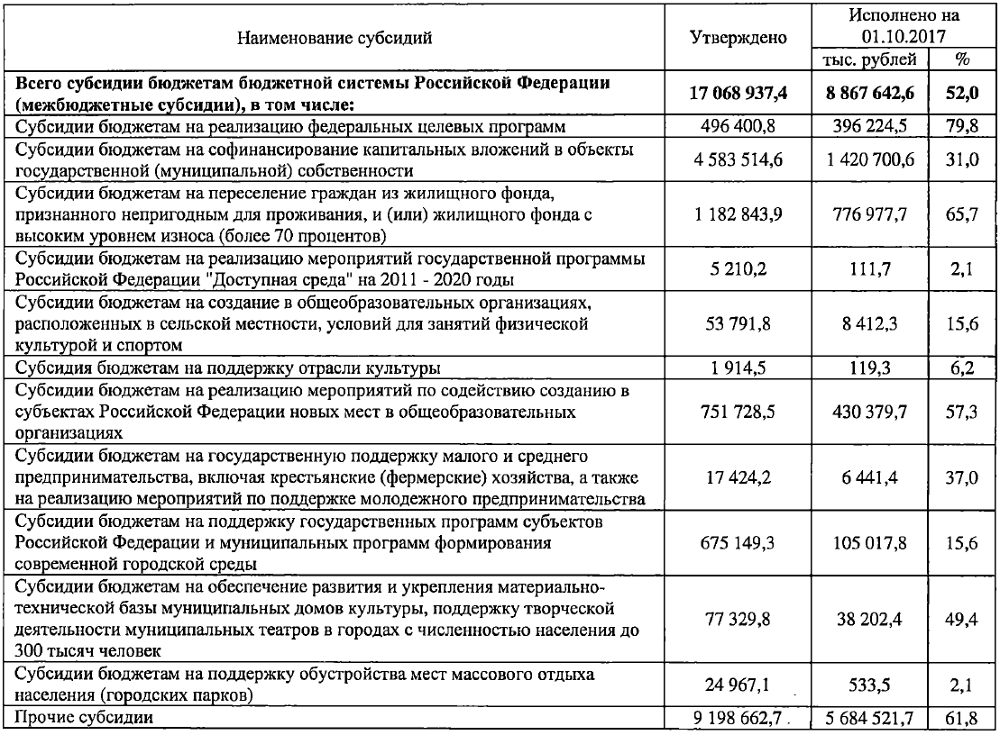 Наименование субсидий
Утверждено
Исполнено на
01.10.2017
тыс. рублей
%
Всего субсидии бюджетам бюджетной системы Российской Федерации
(межбюджетные субсидии), в том числе:
17 068 937,4
8 867 642,6
52,0
Субсидии бюджетам на реализацию федеральных целевых программ
496 400,8
396 224,5
79,8
Субсидии бюджетам на софинансирование капитальных вложений в объекты
государственной (муниципальной) собственности
4 583 514,6
1 420 700,6
31,0
Субсидии бюджетам на переселение граждан из жилищного фонда,
признанного непригодным для проживания, и (или) жилищного фонда с
высоким уровнем износа (более 70 процентов)
1 182 843,9
776 977,7
65,7
Субсидии бюджетам на реализацию мероприятий государственной программы
Российской Федерации "Доступная среда" на 2011 - 2020 годы
5 210,2
111,7
2,1
Субсидии бюджетам на создание в общеобразовательных организациях,
расположенных в сельской местности, условий для занятий физической
культурой и спортом
53 791,8
8 412,3
15,6
Субсидия бюджетам на поддержку отрасли культуры
1 914,5
119,3
6,2
Субсидии бюджетам на реализацию мероприятий по содействию созданию в
субъектах Российской Федерации новых мест в общеобразовательных
организациях
751 728,5
430 379,7
57,3
Субсидии бюджетам на государственную поддержку малого и среднего
предпринимательства, включая крестьянские (фермерские) хозяйства, а также
на реализацию мероприятий по поддержке молодежного предпринимательства
17 424,2
6 441,4
37,0
Субсидии бюджетам на поддержку государственных программ субъектов
Российской Федерации и муниципальных программ формирования
современной городской среды
675 149,3
105 017,8
15,6
Субсидии бюджетам на обеспечение развития и укрепления материально-
технической базы муниципальных домов культуры, поддержку творческой
деятельности муниципальных театров в городах с численностью населения до
300 тысяч человек
77 329,8
38 202,4
49,4
Субсидии бюджетам на поддержку обустройства мест массового отдыха
населения (городских парков)
24 967,1
533,5
2,1
Прочие субсидии
9 198 662,7
5 684 521,7
61,8